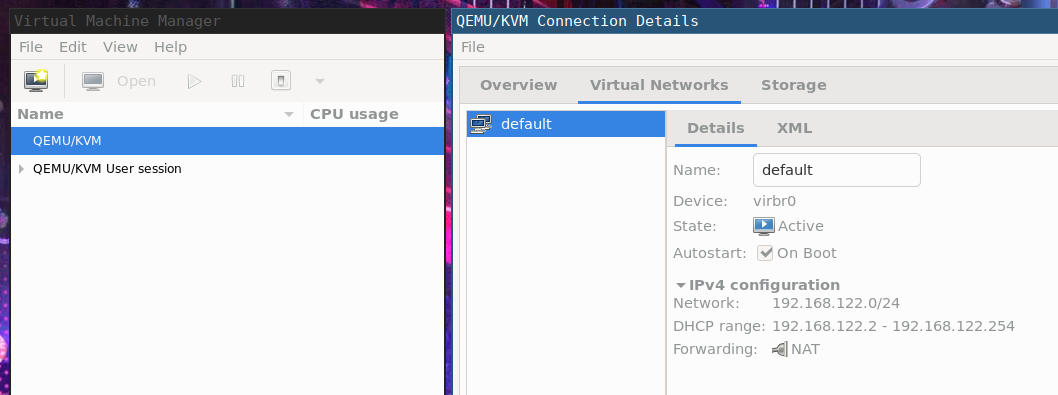 Virtual Machine Manager
File Edit View Help
Open
Name CPU usage
QEMU/KVM
QEMU/KVM User session
QEMU/KVM Connection Details
File
Overview Virtual Networks Storage
default
Details XML
Name: default
Device: virbr0
State: Active
Autostart: On Boot
IPv4 configuration
Network: 192.168.122.0/24
DHCP range: 192.168.122.2 - 192.168.122.254
Forwarding: NAT